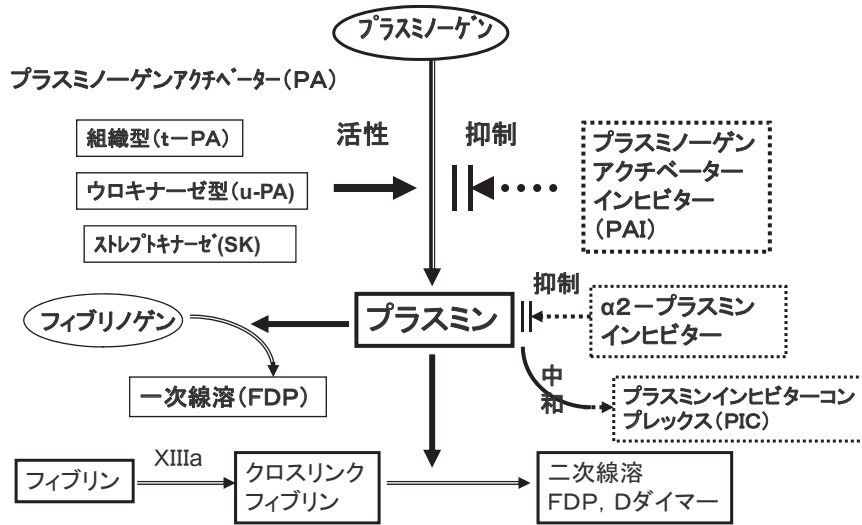 プラスミノーゲン
プラスミノーゲンアクチベーター(PA)
組織型(t－PA)
ウロキナーゼ型(u-PA)
ストレプトキナーゼ(SK)
活性
抑制
プラスミノーゲン
アクチベーター
インヒビター
(PAI)
フィブリノゲン
プラスミン
抑制
α2－プラスミン
インヒビター
一次線溶(FDP)
中
和
プラスミンインヒビターコン
プレックス(PIC)
フィブリン
XIIIa
クロスリンク
フィブリン
二次線溶
FDP, Dダイマー